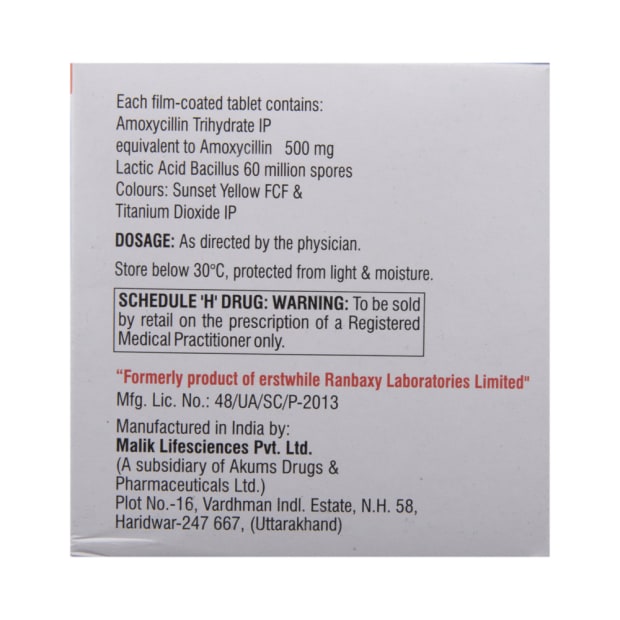 Each film-coated tablet contains:
Amoxycillin Trihydrate IP
equivalent to Amoxycillin 500 mg
Lactic Acid Bacillus 60 million spores
Colours: Sunset Yellow FCF &
Titanium Dioxide IP
DOSAGE: As directed by the physician.
Store below 30°C, protected from light & moisture.
SCHEDULE 'H' DRUG: WARNING: To be sold
by retail on the prescription of a Registered
Medical Practitioner only.
“Formerly product of erstwhile Ranbaxy Laboratories Limited"
Mfg. Lic. No.: 48/UA/SC/P-2013
Manufactured in India by:
Malik Lifesciences Pvt. Ltd.
(A subsidiary of Akums Drugs &
Pharmaceuticals Ltd.)
Plot No.-16, Vardhman Indl. Estate, N.H. 58,
Haridwar-247 667, (Uttarakhand)